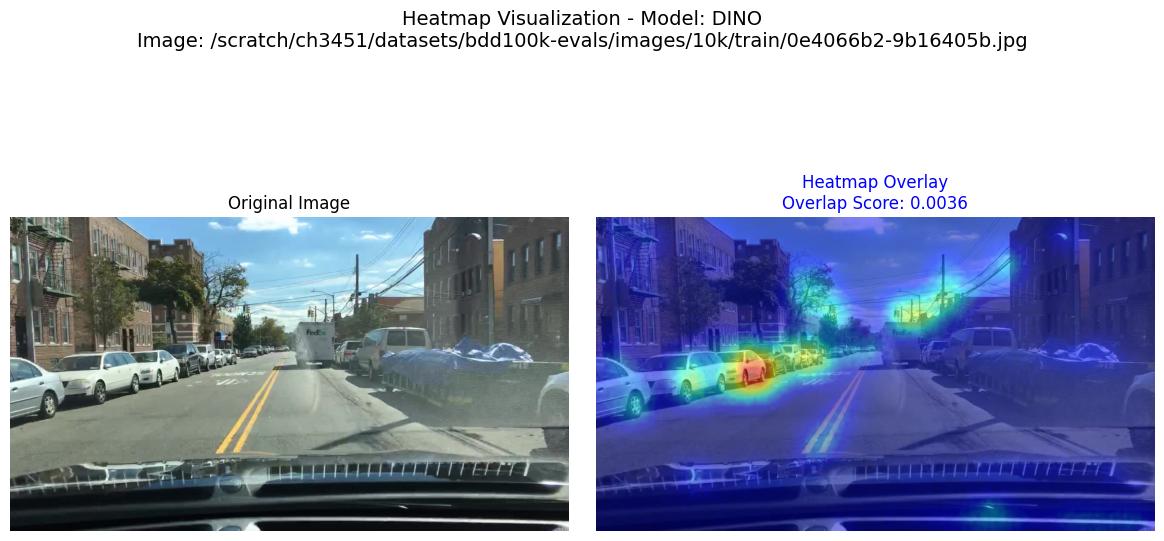 Heatmap Visualization - Model: DINO
Image: /scratch/ch3451/datasets/bdd100k-evals/images/10k/train/0e4066b2-9b16405b.jpg
Original Image
Heatmap Overlay
Overlap Score: 0.0036
FedEx